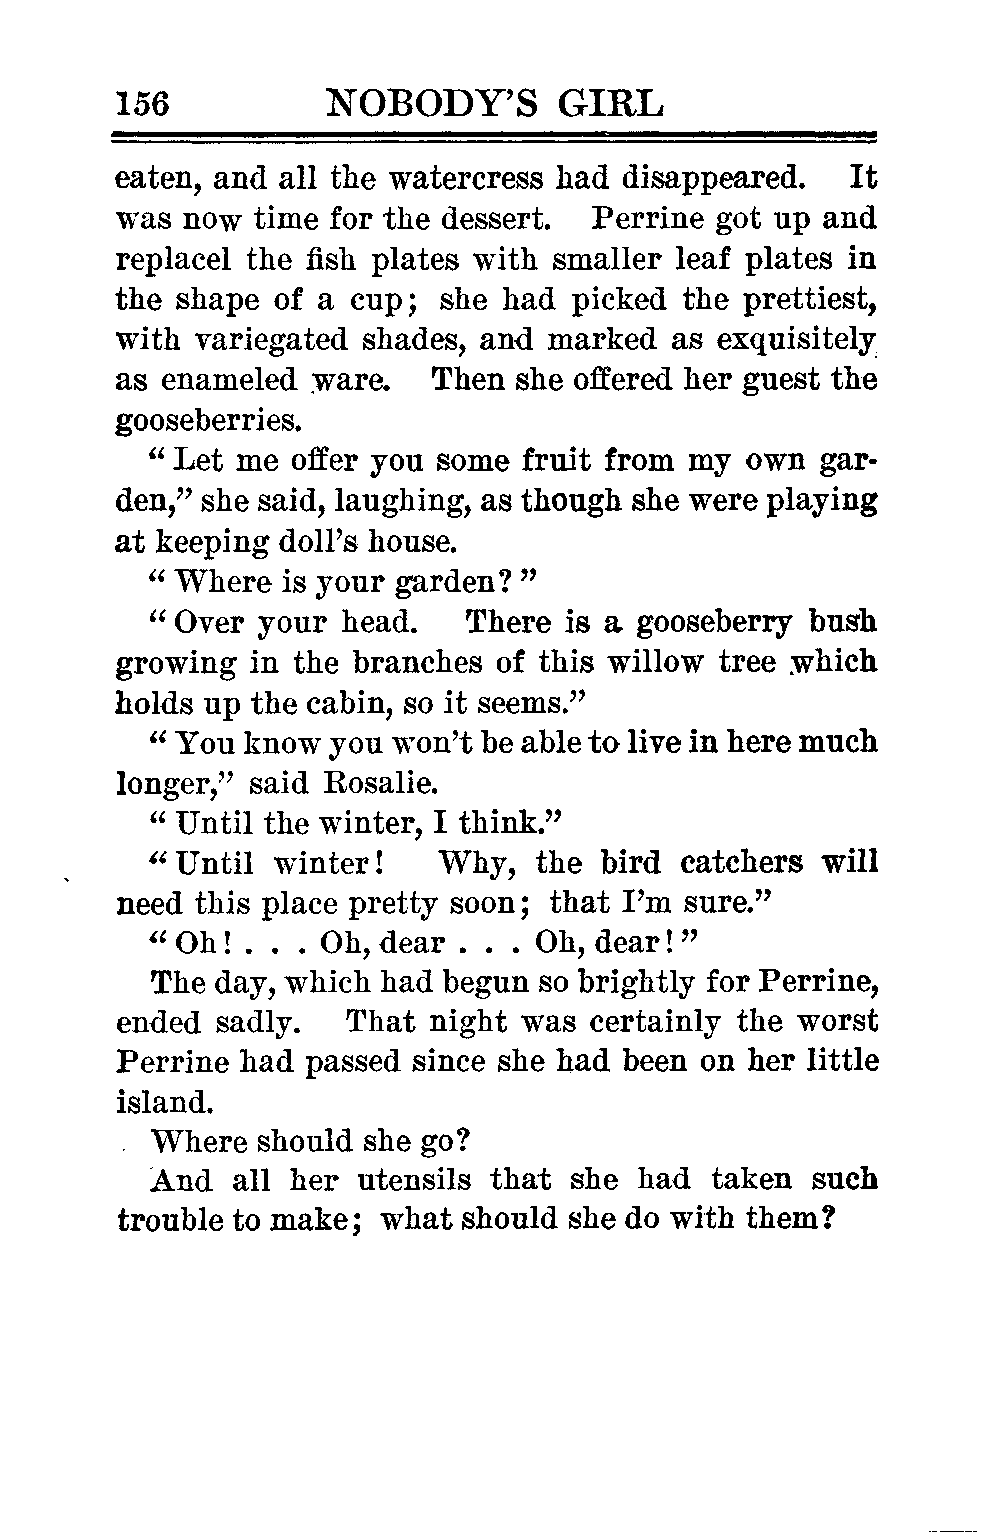 156 NOBODY'S GIRL
eaten, and all the watercress had disappeared. It
was now time for the dessert. Perrine got up and
replacel the fish plates with smaller leaf plates in
the shape of a cup; she had picked the prettiest,
with variegated shades, and marked as exquisitely
as enameled ware. Then she offered her guest the
gooseberries.
“ Let me offer you some fruit from my own gar-
den,” she said, laughing, as though she were playing
at keeping doll’s house.
“ Where is your garden? ”
“ Over your head. There is a gooseberry bush
growing in the branches of this willow tree which
holds up the cabin, so it seems.”
“ You know you won’t be able to live in here much
longer,” said Rosalie.
“ Until the winter, I think.”
“ Until winter! Why, the bird catchers will
need this place pretty soon; that I’m sure.”
“ Oh! . . . Oh, dear . . . Oh, dear! ”
The day, which had begun so brightly for Perrine,
ended sadly. That night was certainly the worst
Perrine had passed since she had been on her little
island.
Where should she go?
And all her utensils that she had taken such
trouble to make; what should she do with them?